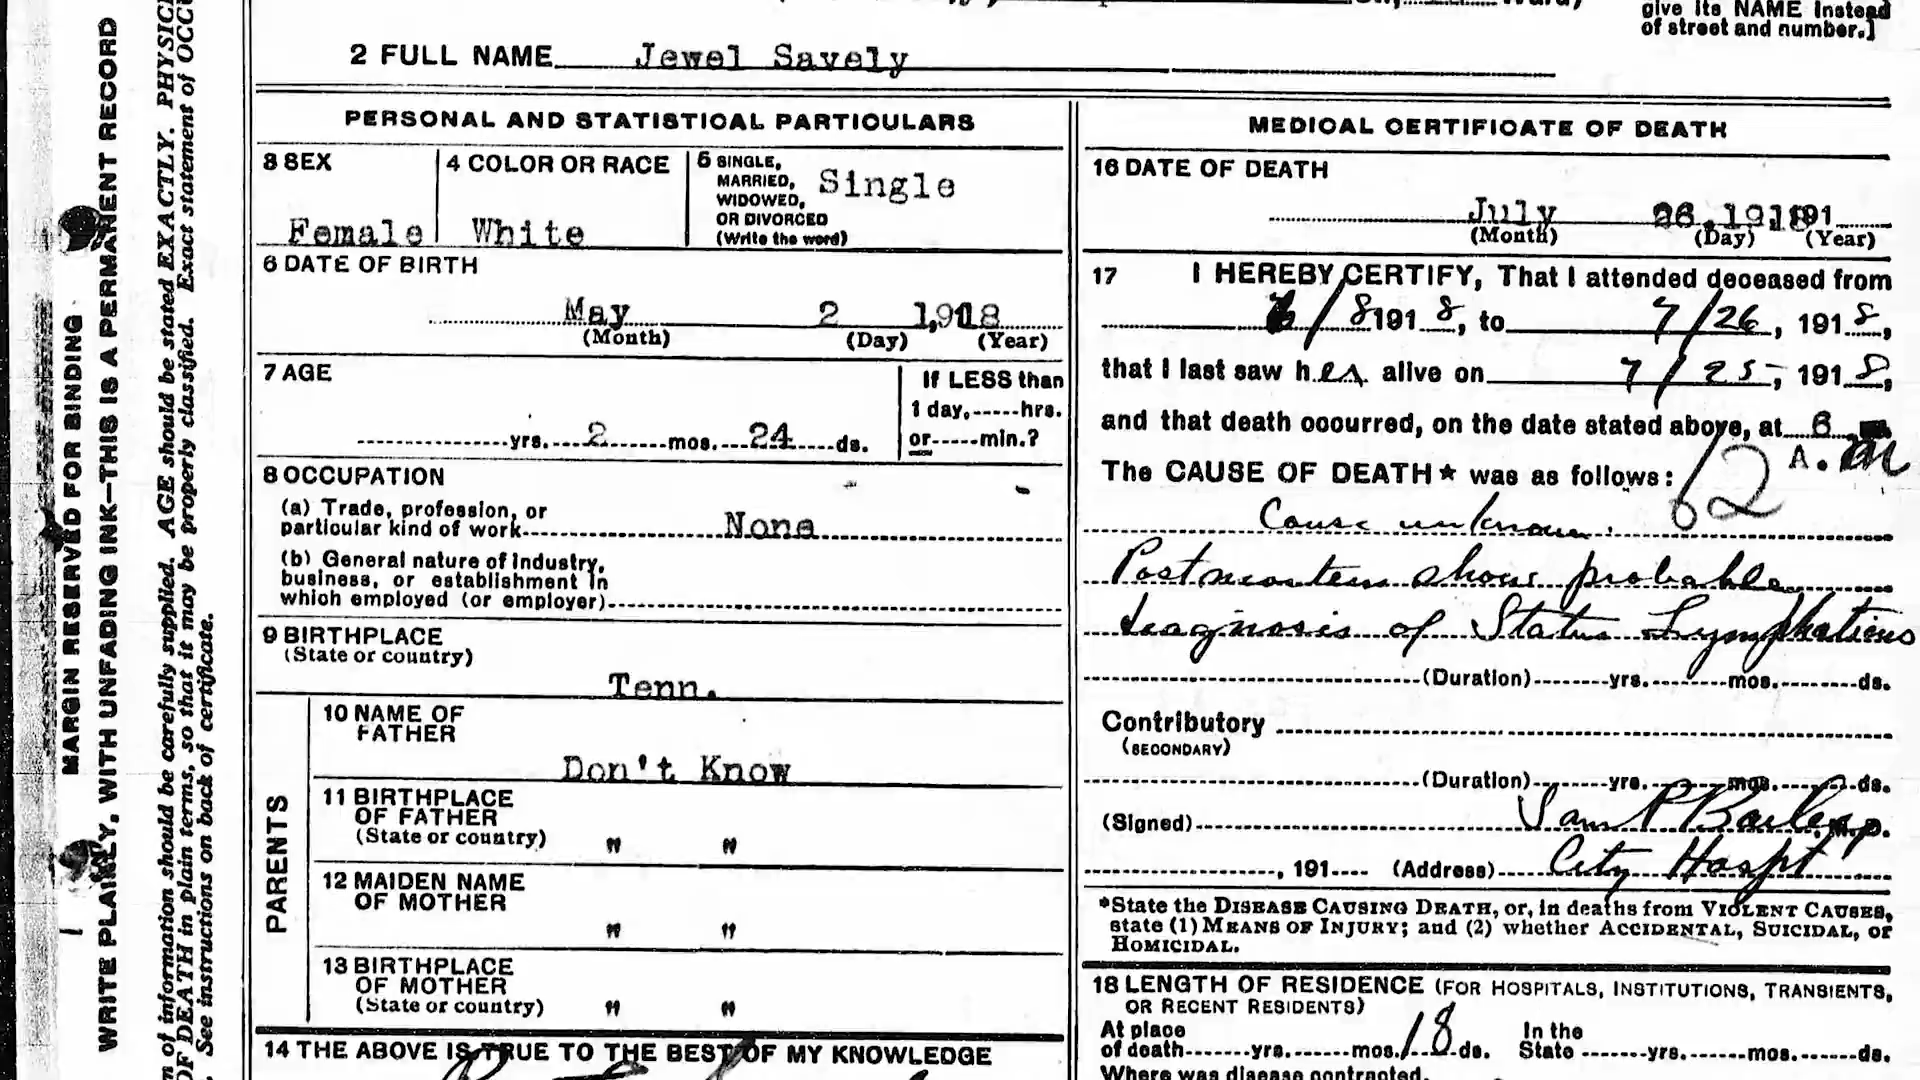 give its NAME instead
of street and number.]
2 FULL NAME Jewel Savely
MARGIN RESERVED FOR BINDING
WRITE PLAINLY, WITH UNFADING INK—THIS IS A PERMANENT RECORD
of information should be carefully supplied. AGE should be stated EXACTLY.
OF DEATH in plain terms, so that it may be properly classified. Exact statement of
See instructions on back of certificate.
PERSONAL AND STATISTICAL PARTICULARS
3 SEX
Female
4 COLOR OR RACE
White
5 SINGLE,
MARRIED,
WIDOWED,
OR DIVORCED
(Write the word)
Single
6 DATE OF BIRTH
May 2 1918
(Month) (Day) (Year)
7 AGE
yrs. 2 mos. 24 ds.
If LESS than
1 day, hrs.
or min.?
8 OCCUPATION
(a) Trade, profession, or
particular kind of work None
(b) General nature of industry,
business, or establishment in
which employed (or employer)
9 BIRTHPLACE
(State or country)
Tenn.
PARENTS
10 NAME OF
FATHER
Don't Know
11 BIRTHPLACE
OF FATHER
(State or country) " "
12 MAIDEN NAME
OF MOTHER
" "
13 BIRTHPLACE
OF MOTHER
(State or country) " "
14 THE ABOVE IS TRUE TO THE BEST OF MY KNOWLEDGE
MEDICAL CERTIFICATE OF DEATH
16 DATE OF DEATH
July 26, 1918 191
(Month) (Day) (Year)
17 I HEREBY CERTIFY, That I attended deceased from
/8 1918, to 7/26, 1918,
that I last saw her alive on 7/25, 1918,
and that death occurred, on the date stated above, at 6
A. M
The CAUSE OF DEATH* was as follows:
Cause unknown.
Postmortem shows probable
diagnosis of Status Lymphaticus
(Duration) yrs. mos. ds.
Contributory
(SECONDARY)
(Duration) yrs. mos. ds.
(Signed) Sam P Bailey, M.D.
, 191 (Address) City Hospt
*State the DISEASE CAUSING DEATH, or, in deaths from VIOLENT CAUSES,
state (1) MEANS OF INJURY; and (2) whether ACCIDENTAL, SUICIDAL, or
HOMICIDAL.
18 LENGTH OF RESIDENCE (FOR HOSPITALS, INSTITUTIONS, TRANSIENTS,
OR RECENT RESIDENTS)
At place
of death yrs. mos. 18 ds.
In the
State yrs. mos. ds.
Where was disease contracted,